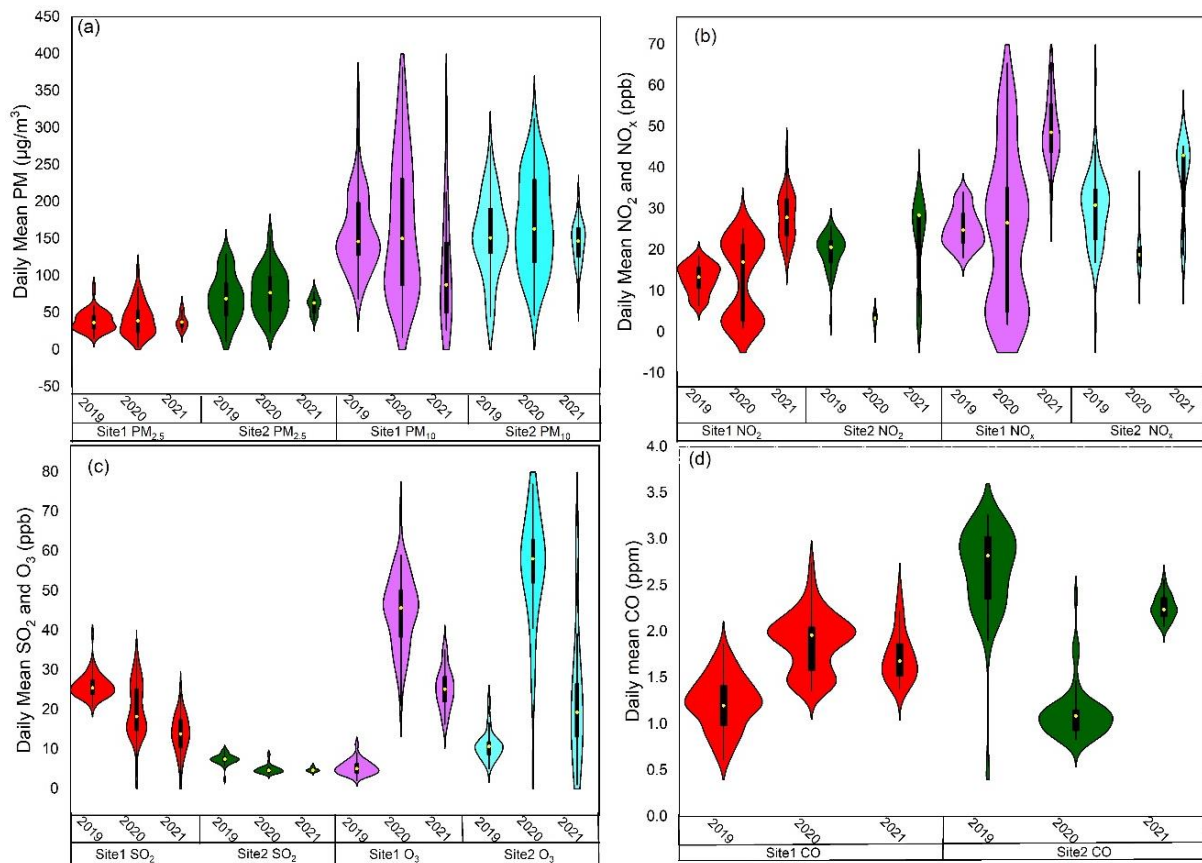 (a)
Daily Mean PM (µg/m³)
450
400
350
300
250
200
150
100
50
0
-50
2019 2020 2021 2019 2020 2021 2019 2020 2021 2019 2020 2021
Site1 PM₂.₅ Site2 PM₂.₅ Site1 PM₁₀ Site2 PM₁₀
(b)
Daily Mean NO₂ and NOₓ (ppb)
70
60
50
40
30
20
10
0
-10
2019 2020 2021 2019 2020 2021 2019 2020 2021 2019 2020 2021
Site1 NO₂ Site2 NO₂ Site1 NOₓ Site2 NOₓ
(c)
Daily Mean SO₂ and O₃ (ppb)
80
70
60
50
40
30
20
10
0
2019 2020 2021 2019 2020 2021 2019 2020 2021 2019 2020 2021
Site1 SO₂ Site2 SO₂ Site1 O₃ Site2 O₃
(d)
Daily mean CO (ppm)
4.0
3.5
3.0
2.5
2.0
1.5
1.0
0.5
0.0
2019 2020 2021 2019 2020 2021
Site1 CO Site2 CO